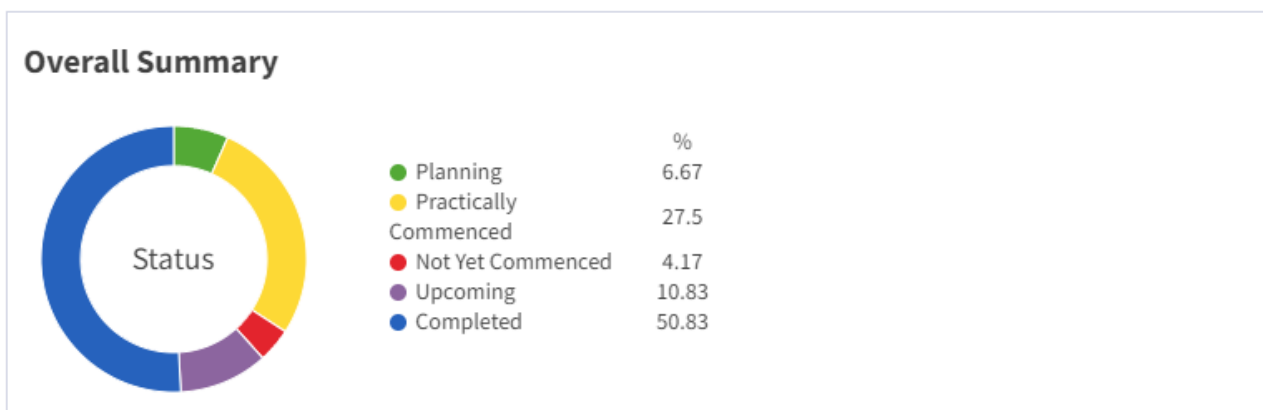 Overall Summary
Status
%
Planning 6.67
Practically
Commenced 27.5
Not Yet Commenced 4.17
Upcoming 10.83
Completed 50.83